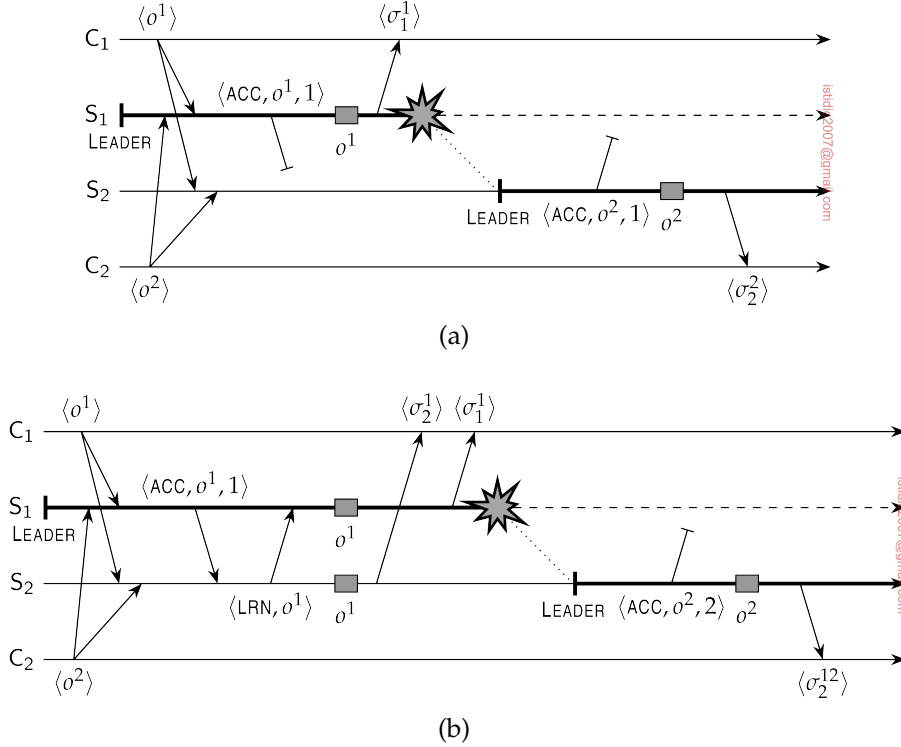 ⟨o¹⟩ ⟨σ₁¹⟩
C₁
⟨ACC, o¹, 1⟩
S₁
LEADER o¹
S₂
LEADER ⟨ACC, o², 1⟩ o²
C₂
⟨o²⟩ ⟨σ₂²⟩
istidin2007@gmail.com
(a)
⟨o¹⟩ ⟨σ₂¹⟩ ⟨σ₁¹⟩
C₁
⟨ACC, o¹, 1⟩
S₁
LEADER o¹
S₂
⟨LRN, o¹⟩ o¹ LEADER ⟨ACC, o², 2⟩ o²
C₂
⟨o²⟩ ⟨σ₂¹²⟩
(b)